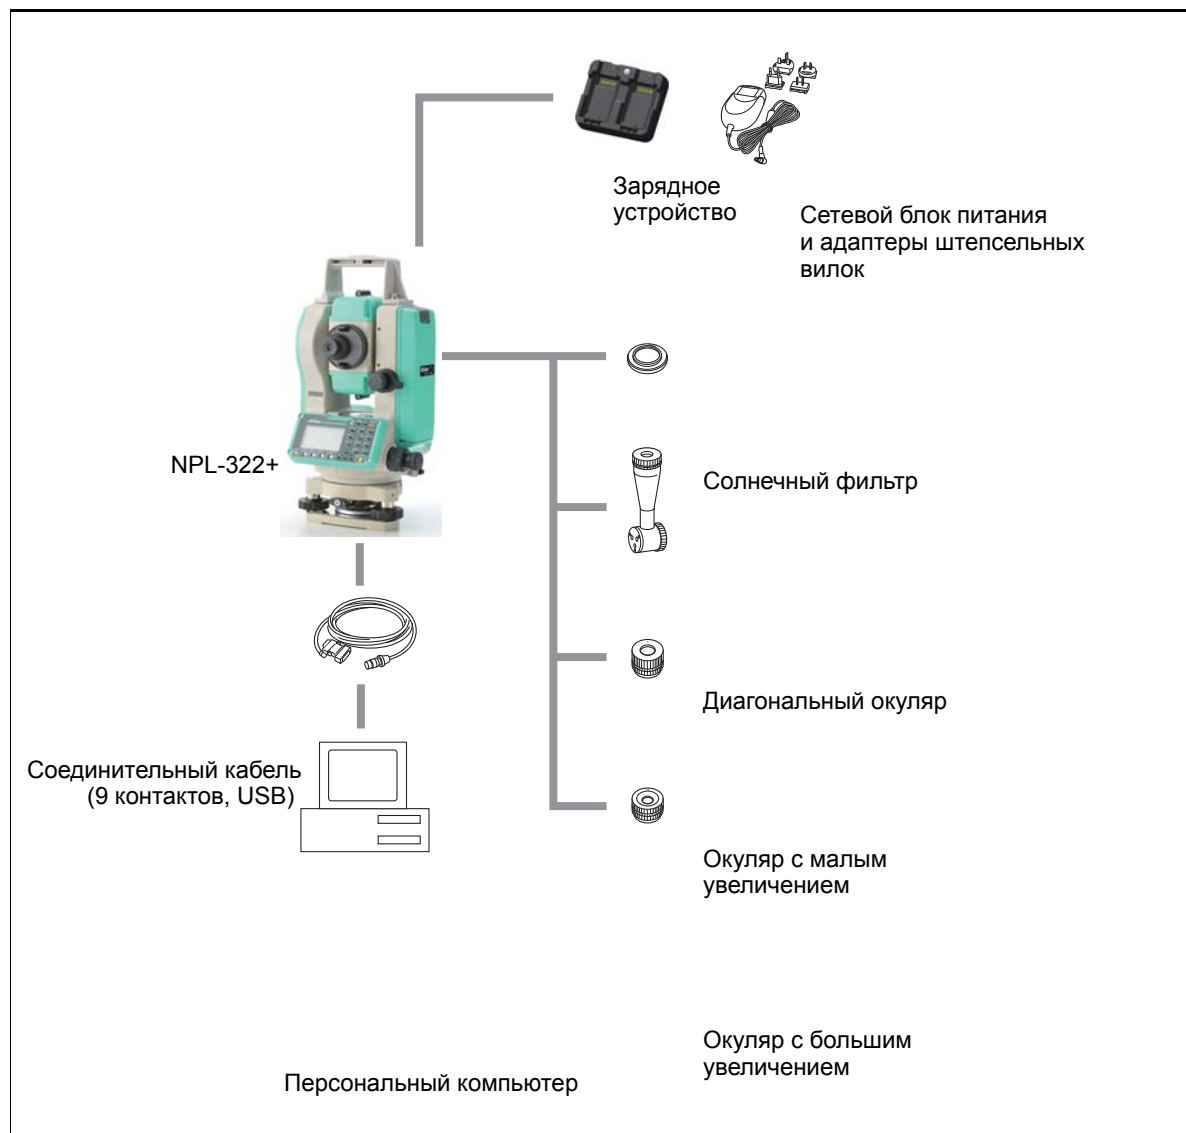 Зарядное
устройство
Сетевой блок питания
и адаптеры штепсельных
вилок
NPL-322+
Солнечный фильтр
Диагональный окуляр
Соединительный кабель
(9 контактов, USB)
Окуляр с малым
увеличением
Окуляр с большим
увеличением
Персональный компьютер